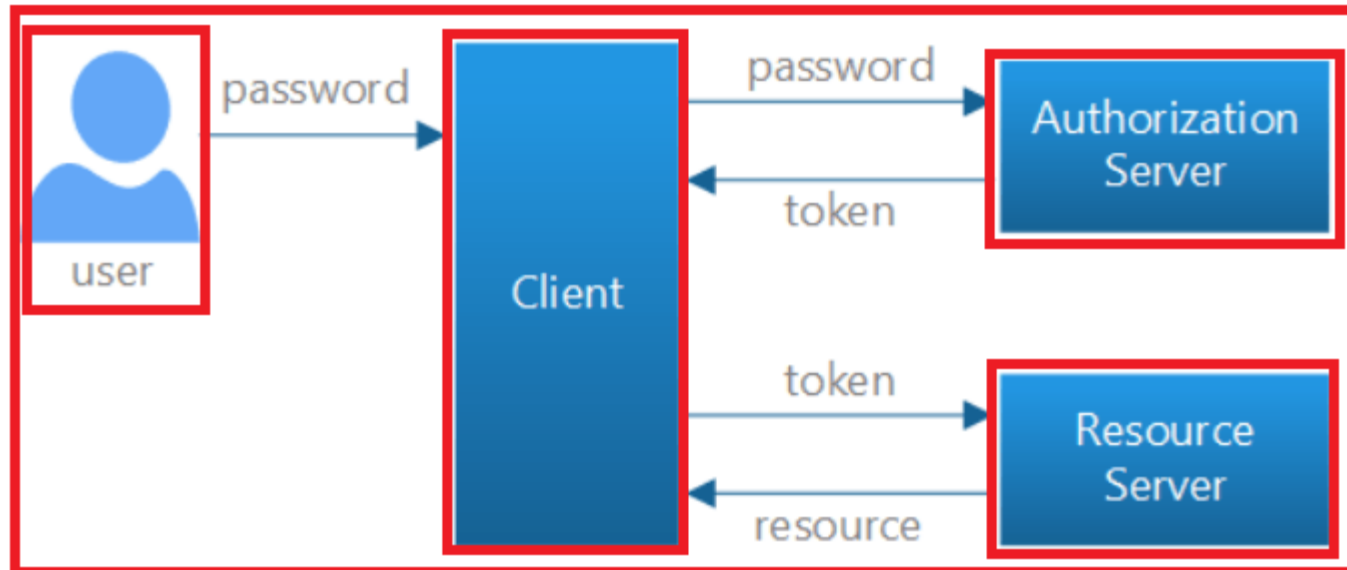 password
user
Client
password
token
Authorization
Server
token
resource
Resource
Server